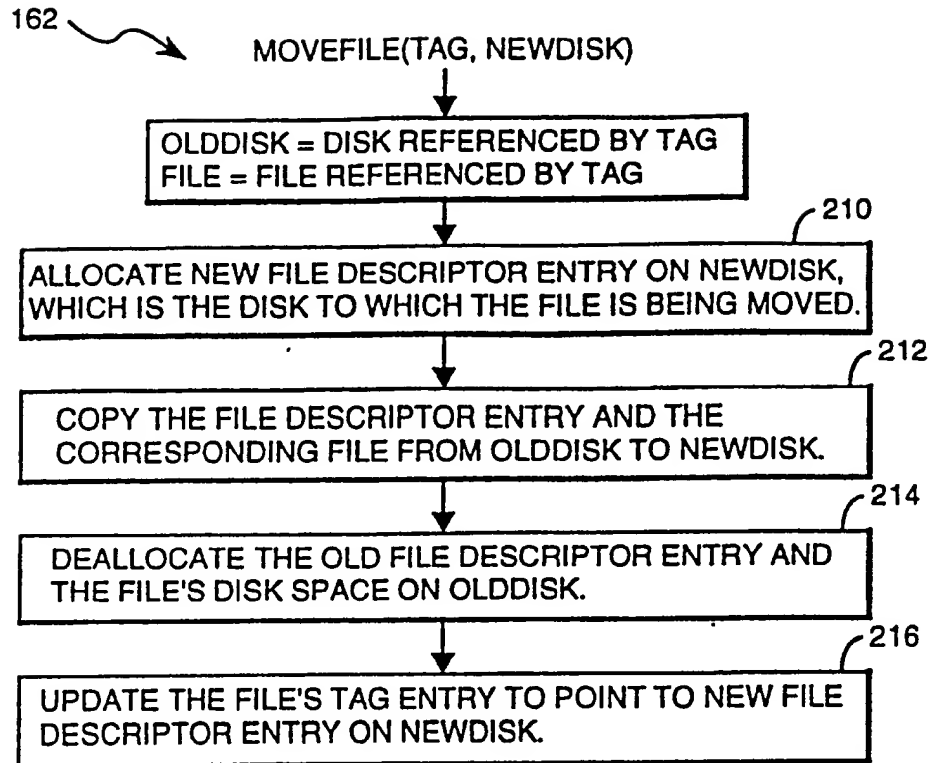 162
MOVEFILE(TAG, NEWDISK)
OLDDISK = DISK REFERENCED BY TAG
FILE = FILE REFERENCED BY TAG
210
ALLOCATE NEW FILE DESCRIPTOR ENTRY ON NEWDISK,
WHICH IS THE DISK TO WHICH THE FILE IS BEING MOVED.
212
COPY THE FILE DESCRIPTOR ENTRY AND THE
CORRESPONDING FILE FROM OLDDISK TO NEWDISK.
214
DEALLOCATE THE OLD FILE DESCRIPTOR ENTRY AND
THE FILE'S DISK SPACE ON OLDDISK.
216
UPDATE THE FILE'S TAG ENTRY TO POINT TO NEW FILE
DESCRIPTOR ENTRY ON NEWDISK.